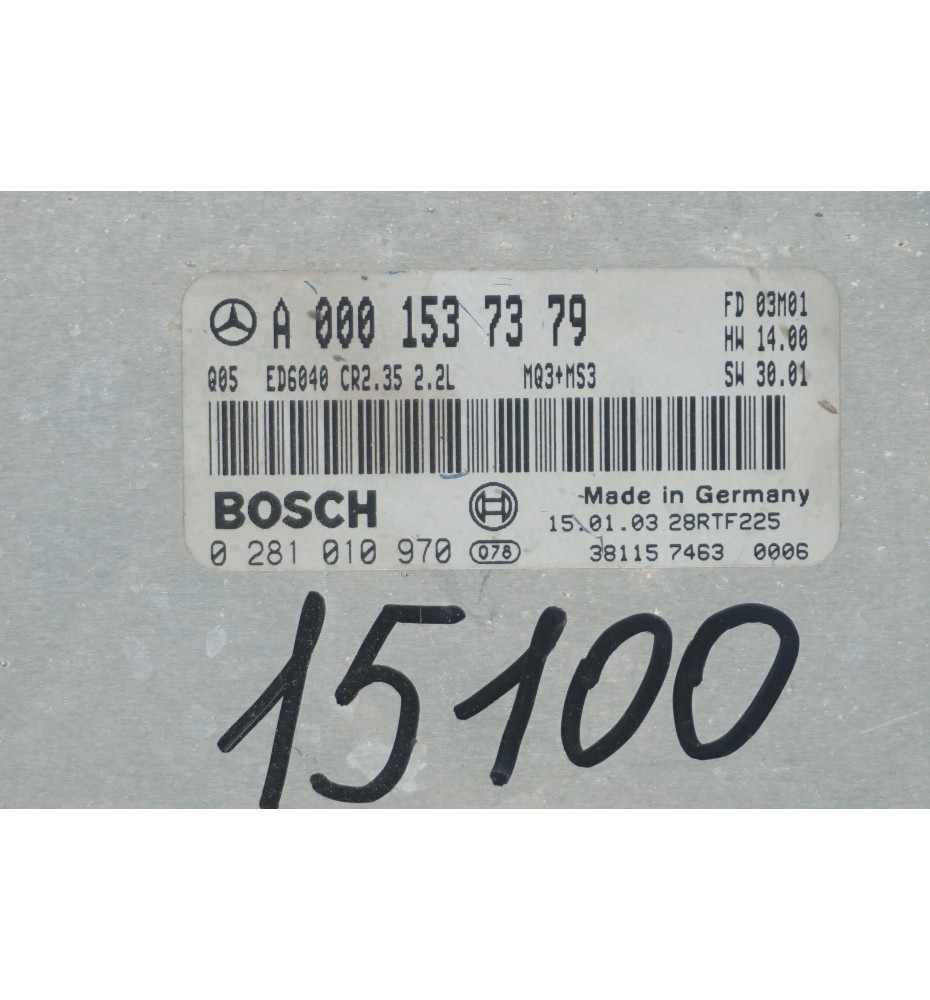 A 000 153 73 79
FD 03M01
HW 14.00
Q05 ED6040 CR2.35 2.2L MQ3+MS3 SW 30.01
BOSCH
Made in Germany
15.01.03 28RTF225
0 281 010 970 078 38115 7463 0006
15100